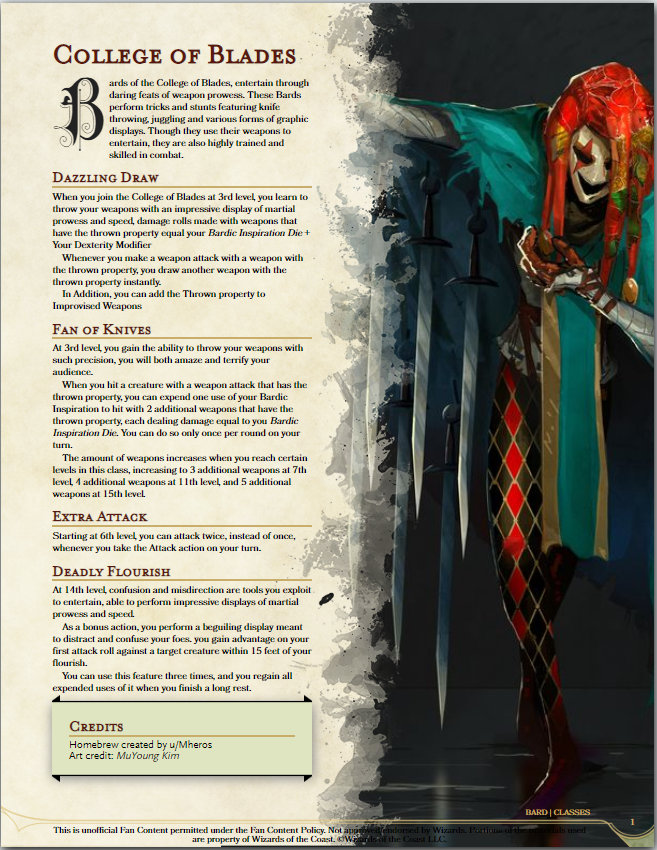 College of Blades
Bards of the College of Blades, entertain through
daring feats of weapon prowess. These Bards
perform tricks and stunts featuring knife
throwing, juggling and various forms of graphic
displays. Though they use their weapons to
entertain, they are also highly trained and
skilled in combat.
Dazzling Draw
When you join the College of Blades at 3rd level, you learn to
throw your weapons with an impressive display of martial
prowess and speed, damage rolls made with weapons that
have the thrown property equal your Bardic Inspiration Die +
Your Dexterity Modifier
Whenever you make a weapon attack with a weapon with
the thrown property, you draw another weapon with the
thrown property instantly.
In Addition, you can add the Thrown property to
Improvised Weapons
Fan of Knives
At 3rd level, you gain the ability to throw your weapons with
such precision, you will both amaze and terrify your
audience.
When you hit a creature with a weapon attack that has the
thrown property, you can expend one use of your Bardic
Inspiration to hit with 2 additional weapons that have the
thrown property, each dealing damage equal to you Bardic
Inspiration Die. You can do so only once per round on your
turn.
The amount of weapons increases when you reach certain
levels in this class, increasing to 3 additional weapons at 7th
level, 4 additional weapons at 11th level, and 5 additional
weapons at 15th level.
Extra Attack
Starting at 6th level, you can attack twice, instead of once,
whenever you take the Attack action on your turn.
Deadly Flourish
At 14th level, confusion and misdirection are tools you exploit
to entertain, able to perform impressive displays of martial
prowess and speed.
As a bonus action, you perform a beguiling display meant
to distract and confuse your foes. you gain advantage on your
first attack roll against a target creature within 15 feet of your
flourish.
You can use this feature three times, and you regain all
expended uses of it when you finish a long rest.
Credits
Homebrew created by u/Mheros
Art credit: MuYoung Kim
BARD | CLASSES
1
This is unofficial Fan Content permitted under the Fan Content Policy. Not approved/endorsed by Wizards. Portions of the materials used
are property of Wizards of the Coast. ©Wizards of the Coast LLC.